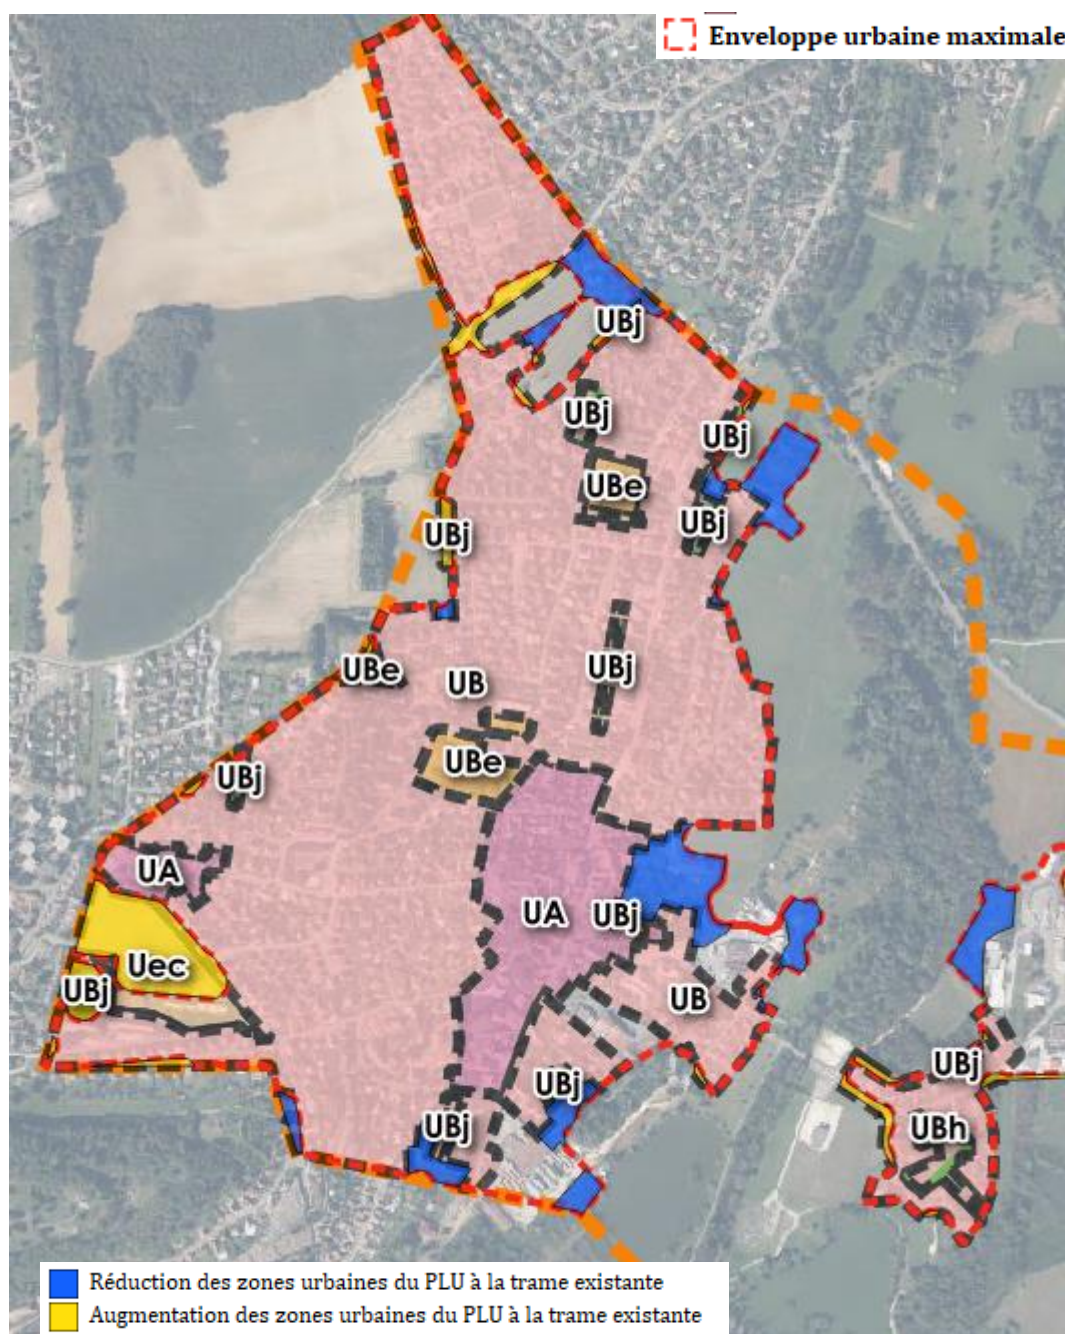 Enveloppe urbaine maximale
UBj
UBj
UBj
UBe
UBj
UBj
UBe
UB
UBj
UBe
UBj
UA
UA
UBj
Uec
UBj
UB
UBj
UBj
UBj
UBh
Réduction des zones urbaines du PLU à la trame existante
Augmentation des zones urbaines du PLU à la trame existante